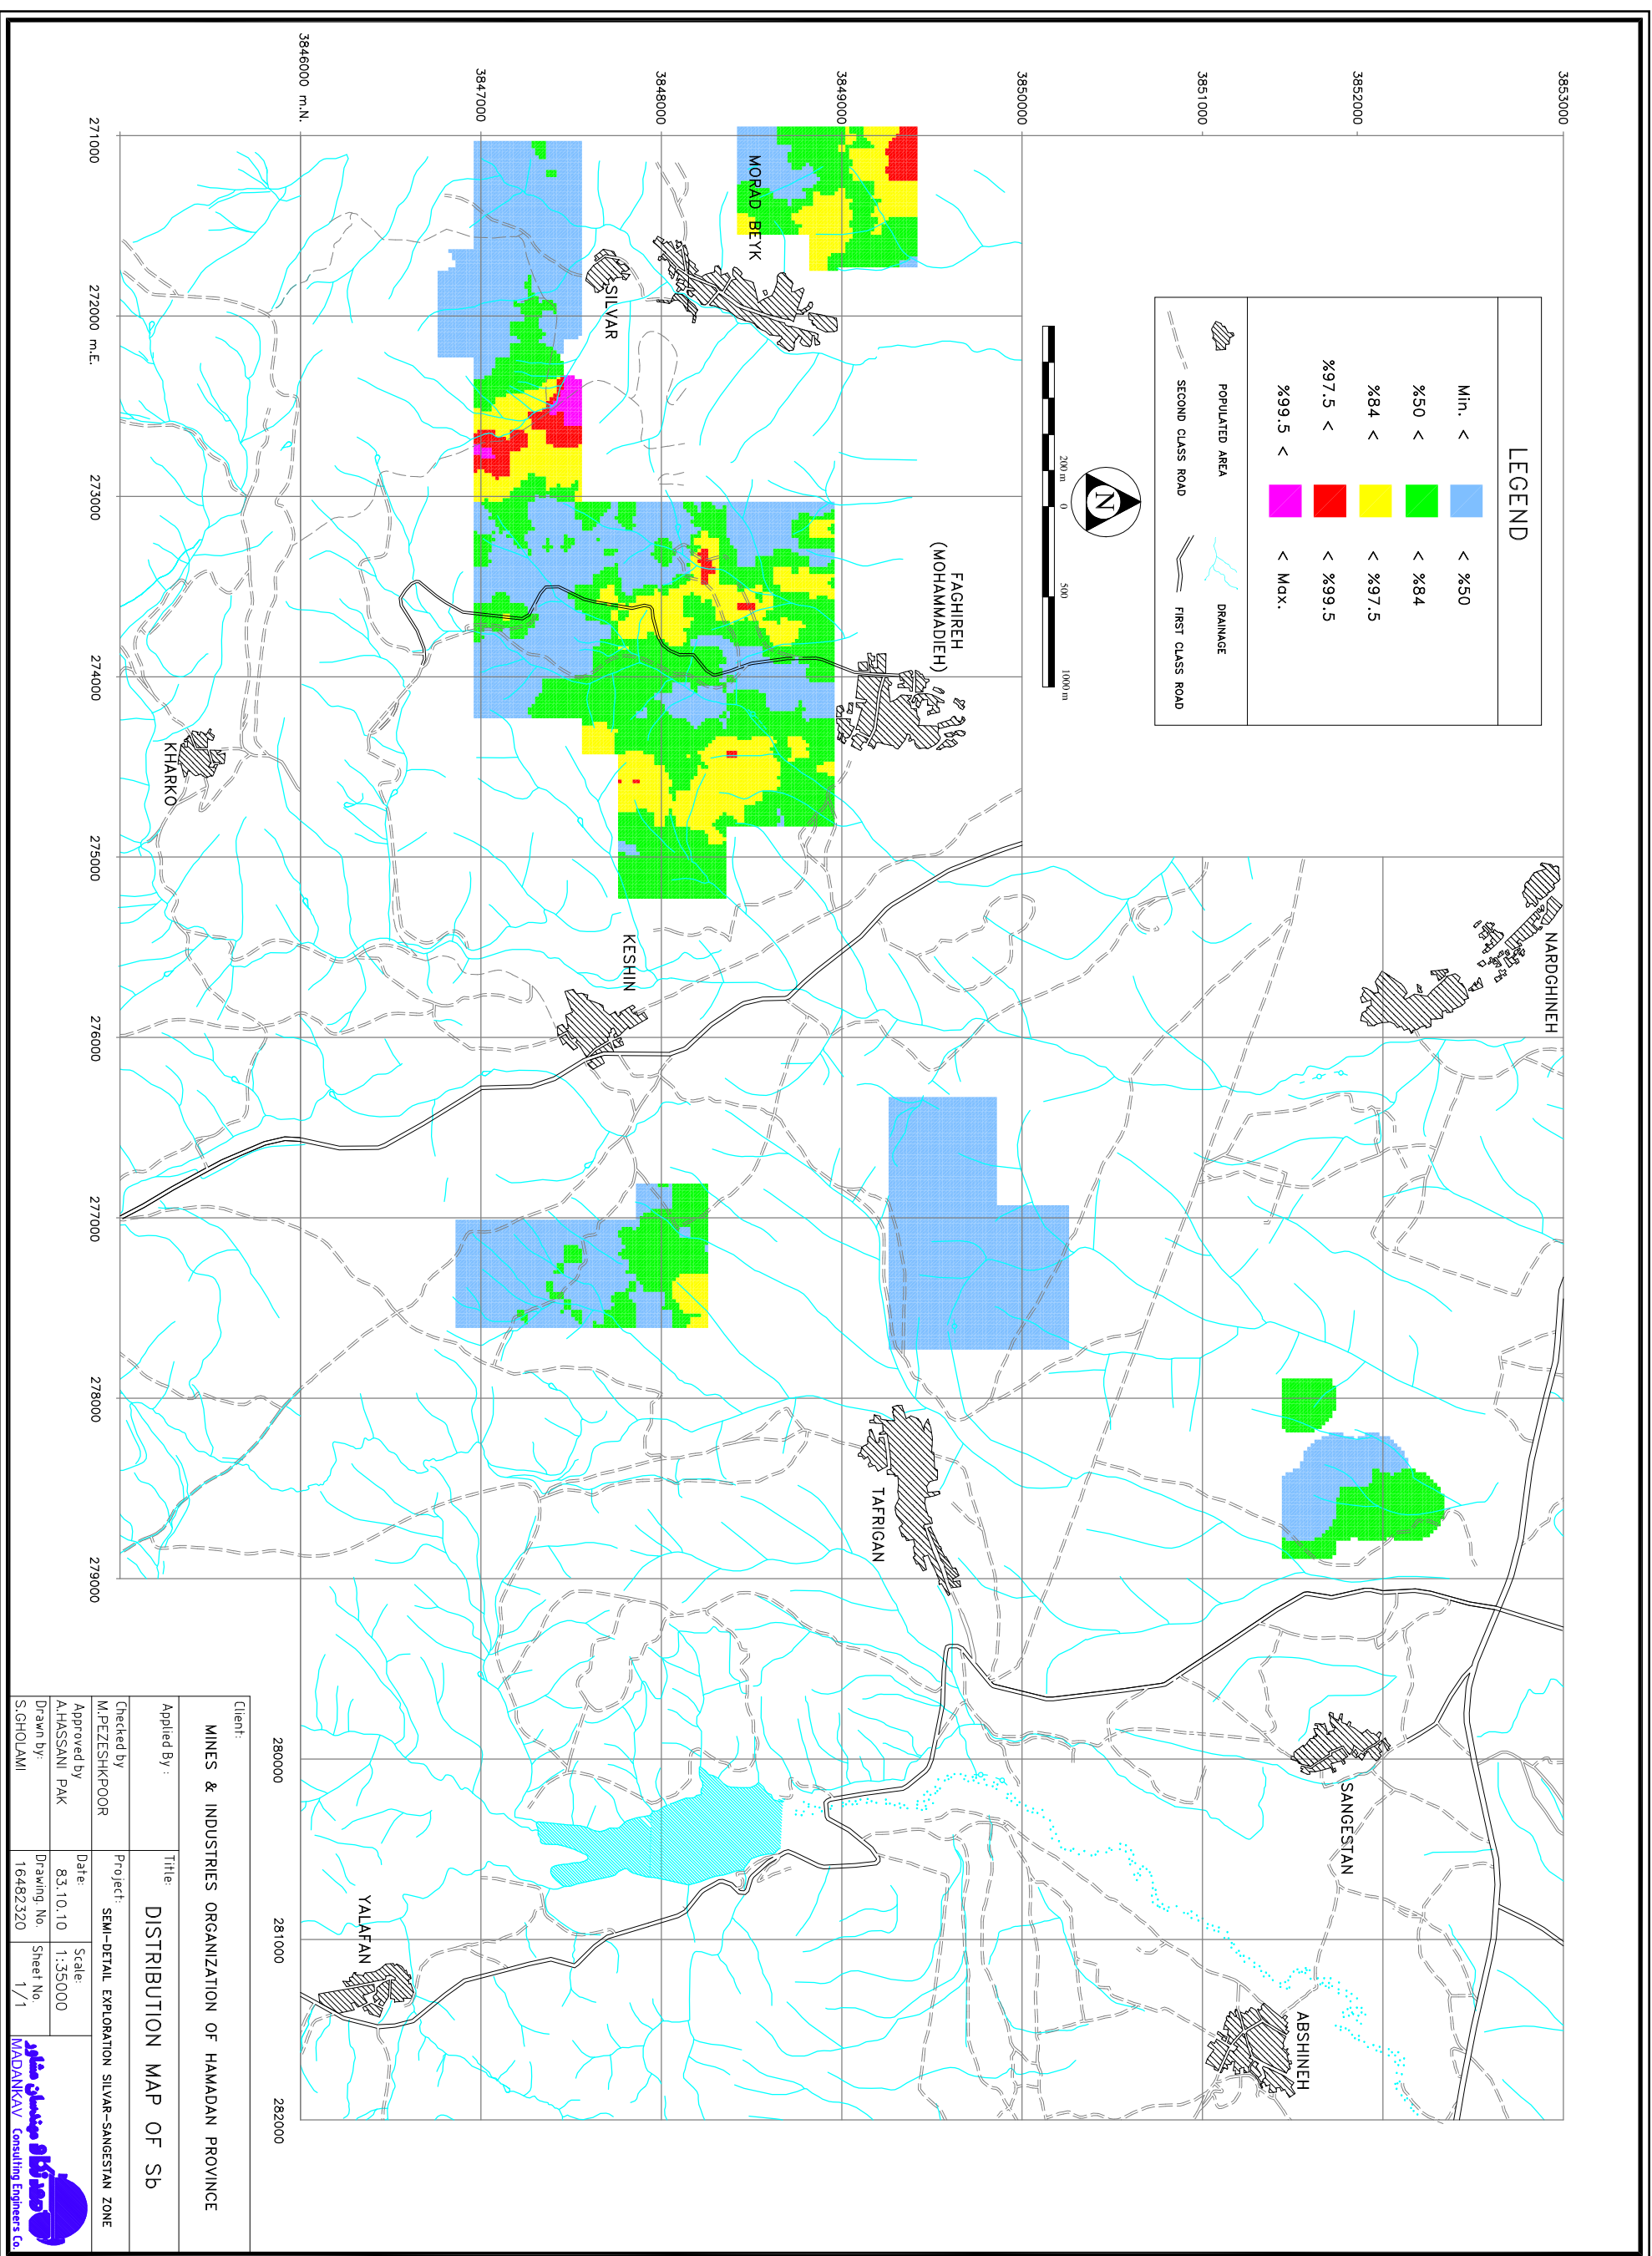 LEGEND
Min. < < %50
%50 < < %84
%84 < < %97.5
%97.5 < < %99.5
%99.5 < < Max.
POPULATED AREA
DRAINAGE
SECOND CLASS ROAD
FIRST CLASS ROAD
N
200 m 0 500 1000 m
3853000
3852000
3851000
3850000
3849000
3848000
3847000
3846000 m.N.
271000
272000 m.E.
273000
274000
275000
276000
277000
278000
279000
280000
281000
282000
NARDGHINEH
MORAD BEYK
SILVAR
FAGHIREH
(MOHAMMADIEH)
KHARKO
KESHIN
TAFRIGAN
SANGESTAN
ABSHINEH
YALAFAN
Client:
MINES & INDUSTRIES ORGANIZATION OF HAMADAN PROVINCE
Applied By :
Title:
DISTRIBUTION MAP OF Sb
Checked by
M.PEZESHKPOOR
Project:
SEMI-DETAIL EXPLORATION SILVAR-SANGESTAN ZONE
Approved by
A.HASSANI PAK
Date:
83.10.10
Scale:
1:35000
Drawn by:
S.GHOLAMI
Drawing No.
16482320
Sheet No.
1/1
مهندسان مشاور
معدنکاو
MADANKAV Consulting Engineers Co.